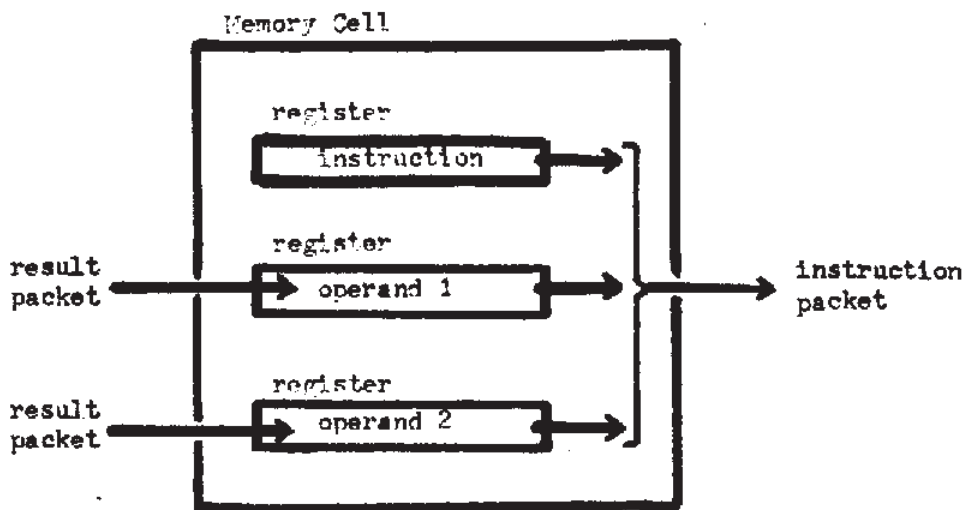 Memory Cell
register
instruction
register
result
packet
operand 1
instruction
packet
register
result
packet
operand 2